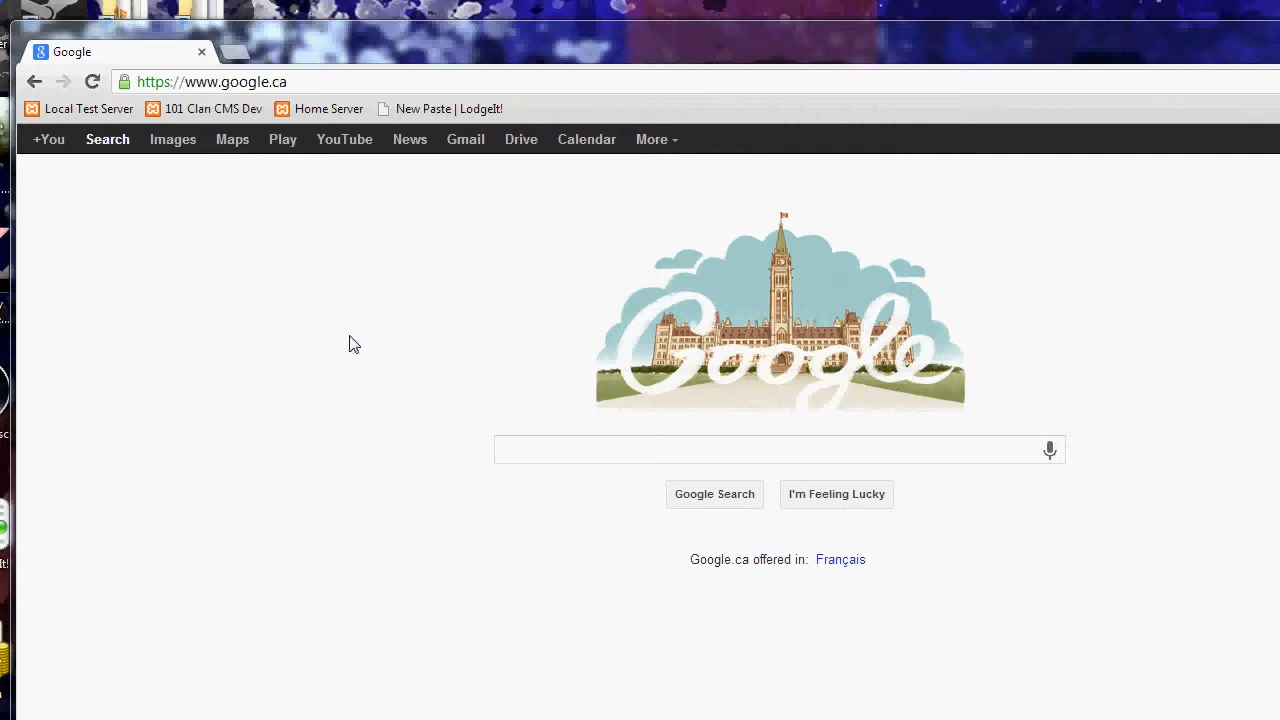 Google
https://www.google.ca
Local Test Server 101 Clan CMS Dev Home Server New Paste | LodgeIt!
+You Search Images Maps Play YouTube News Gmail Drive Calendar More
Google
Google Search I'm Feeling Lucky
Google.ca offered in: Français